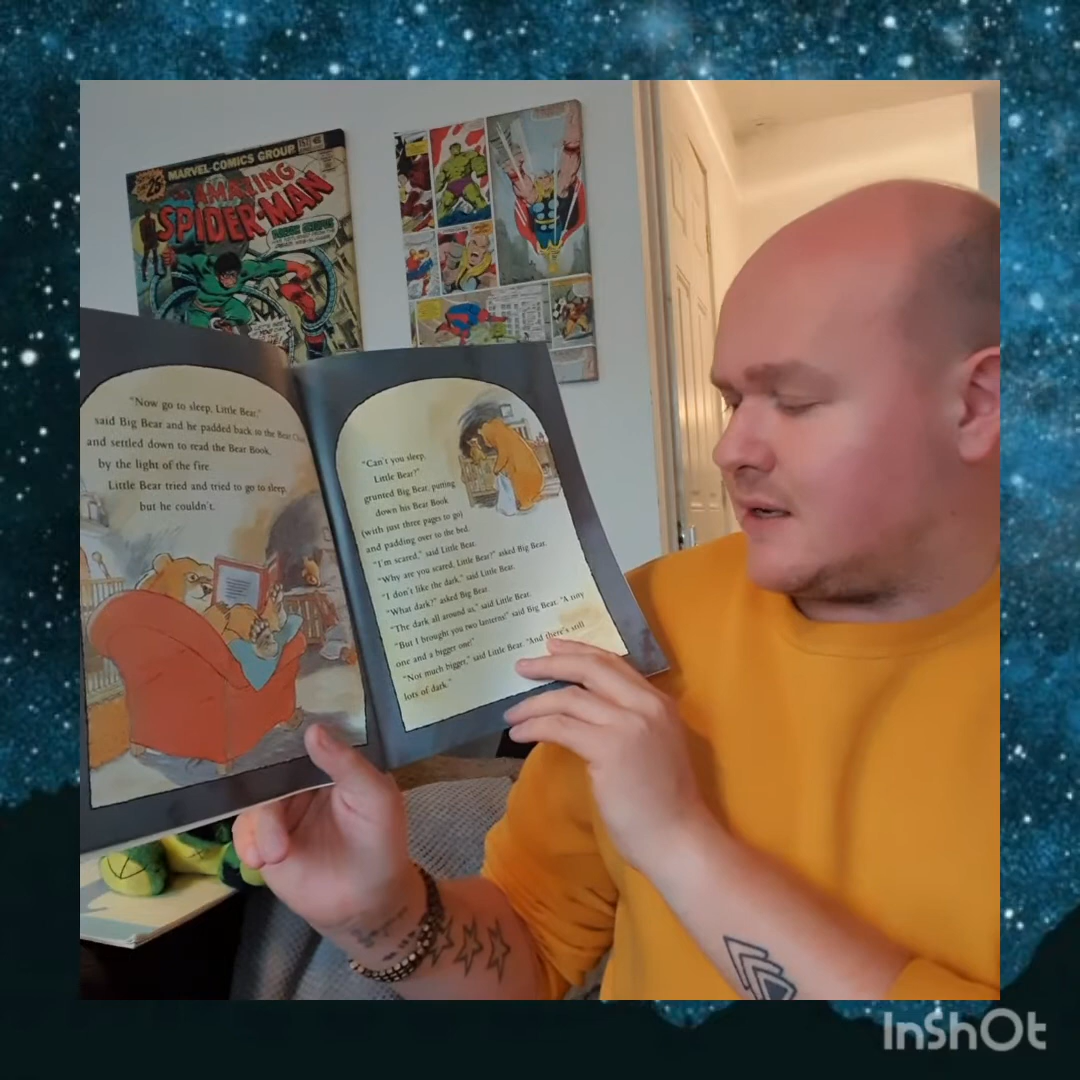 MARVEL COMICS GROUP
25
THE AMAZING
SPIDER-MAN
"Now go to sleep, Little Bear,"
said Big Bear and he padded back to the Bear
and settled down to read the Bear Book,
by the light of the fire.
Little Bear tried and tried to go to sleep,
but he couldn't.
"Can't you sleep,
Little Bear?"
grunted Big Bear, putting
down his Bear Book
(with just three pages to go)
and padding over to the bed.
"I'm scared," said Little Bear.
"Why are you scared, Little Bear?" asked Big Bear.
"I don't like the dark," said Little Bear.
"What dark?" asked Big Bear.
"The dark all around us," said Little Bear.
"But I brought you two lanterns!" said Big Bear. "A tiny
one and a bigger one!"
"Not much bigger," said Little Bear. "And there's still
lots of dark."
InShOt